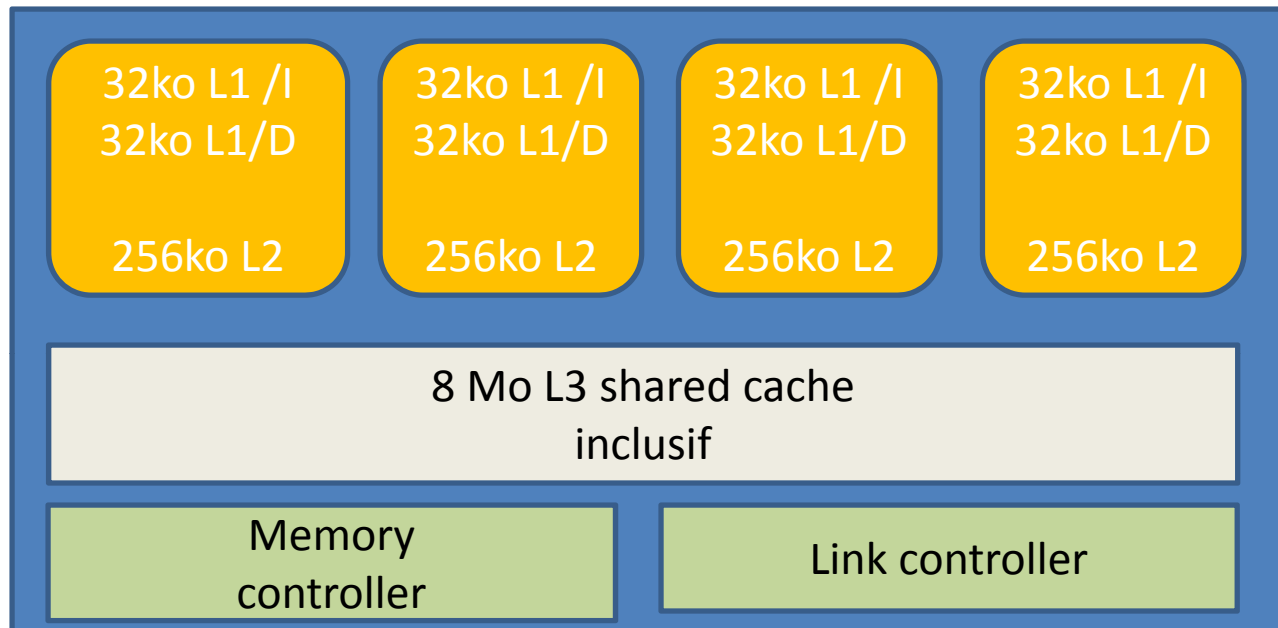 32ko L1 /I
32ko L1/D
256ko L2
32ko L1 /I
32ko L1/D
256ko L2
32ko L1 /I
32ko L1/D
256ko L2
32ko L1 /I
32ko L1/D
256ko L2
8 Mo L3 shared cache
inclusif
Memory
controller
Link controller